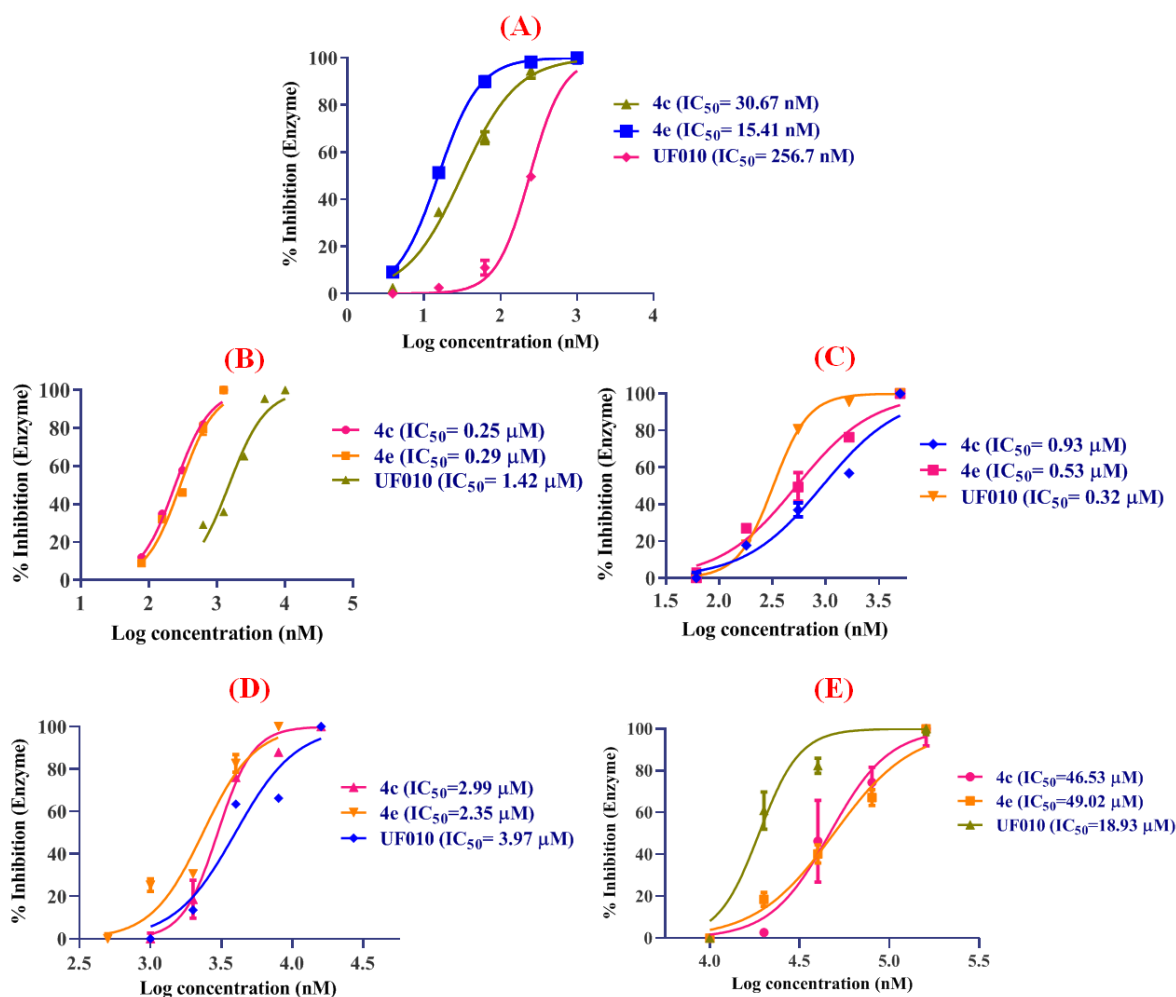 (A)
% Inhibition (Enzyme)
100
80
60
40
20
0
0 1 2 3 4
Log concentration (nM)
4c (IC50= 30.67 nM)
4e (IC50= 15.41 nM)
UF010 (IC50= 256.7 nM)
(B)
% Inhibition (Enzyme)
100
80
60
40
20
0
1 2 3 4 5
Log concentration (nM)
4c (IC50= 0.25 µM)
4e (IC50= 0.29 µM)
UF010 (IC50= 1.42 µM)
(C)
% Inhibition (Enzyme)
100
80
60
40
20
0
1.5 2.0 2.5 3.0 3.5
Log concentration (nM)
4c (IC50= 0.93 µM)
4e (IC50= 0.53 µM)
UF010 (IC50= 0.32 µM)
(D)
% Inhibition (Enzyme)
100
80
60
40
20
0
2.5 3.0 3.5 4.0 4.5
Log concentration (nM)
4c (IC50=2.99 µM)
4e (IC50=2.35 µM)
UF010 (IC50= 3.97 µM)
(E)
% Inhibition (Enzyme)
100
80
60
40
20
0
4.0 4.5 5.0 5.5
Log concentration (nM)
4c (IC50=46.53 µM)
4e (IC50=49.02 µM)
UF010 (IC50=18.93 µM)